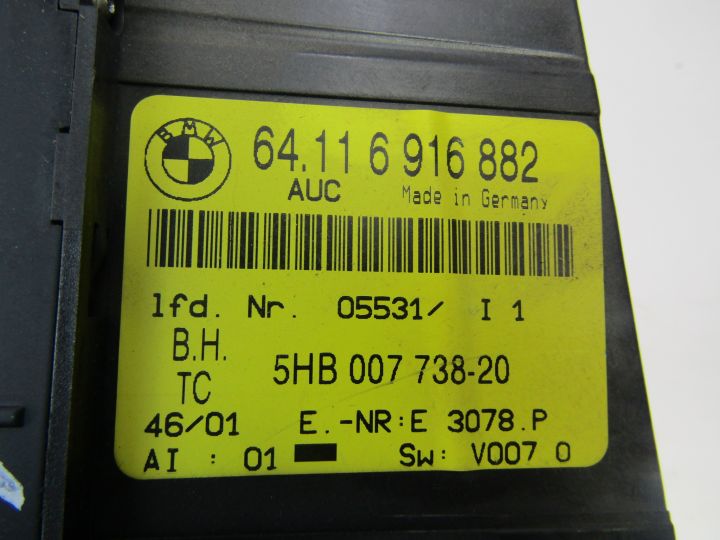 BMW 64.11 6 916 882
AUC Made in Germany
lfd. Nr. 05531/ I 1
B.H.
TC 5HB 007 738-20
46/01 E.-NR:E 3078.P
AI : 01 Sw: V007.0